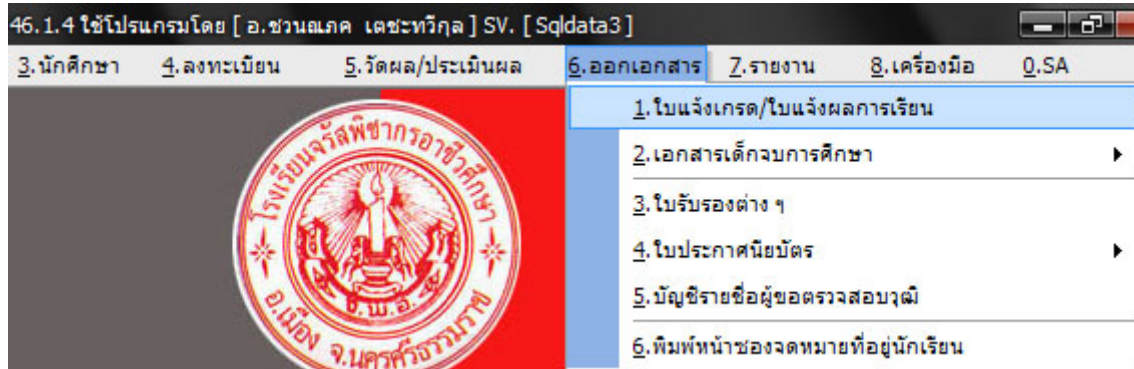 46.1.4 ใช้โปรแกรมโดย [ อ.ชวนณภค เตชะทวีกุล ] SV. [ Sqldata3 ]
3.นักศึกษา 4.ลงทะเบียน 5.วัดผล/ประเมินผล 6.ออกเอกสาร 7.รายงาน 8.เครื่องมือ 0.SA
1.ใบแจ้งเกรด/ใบแจ้งผลการเรียน
2.เอกสารเด็กจบการศึกษา
3.ใบรับรองต่าง ๆ
4.ใบประกาศนียบัตร
5.บัญชีรายชื่อผู้ขอตรวจสอบวุฒิ
6.พิมพ์หน้าซองจดหมายที่อยู่นักเรียน
โรงเรียนจรัสพิชากรอาชีวศึกษา
จ.พ.อ.
อ.เมือง จ.นครศรีธรรมราช